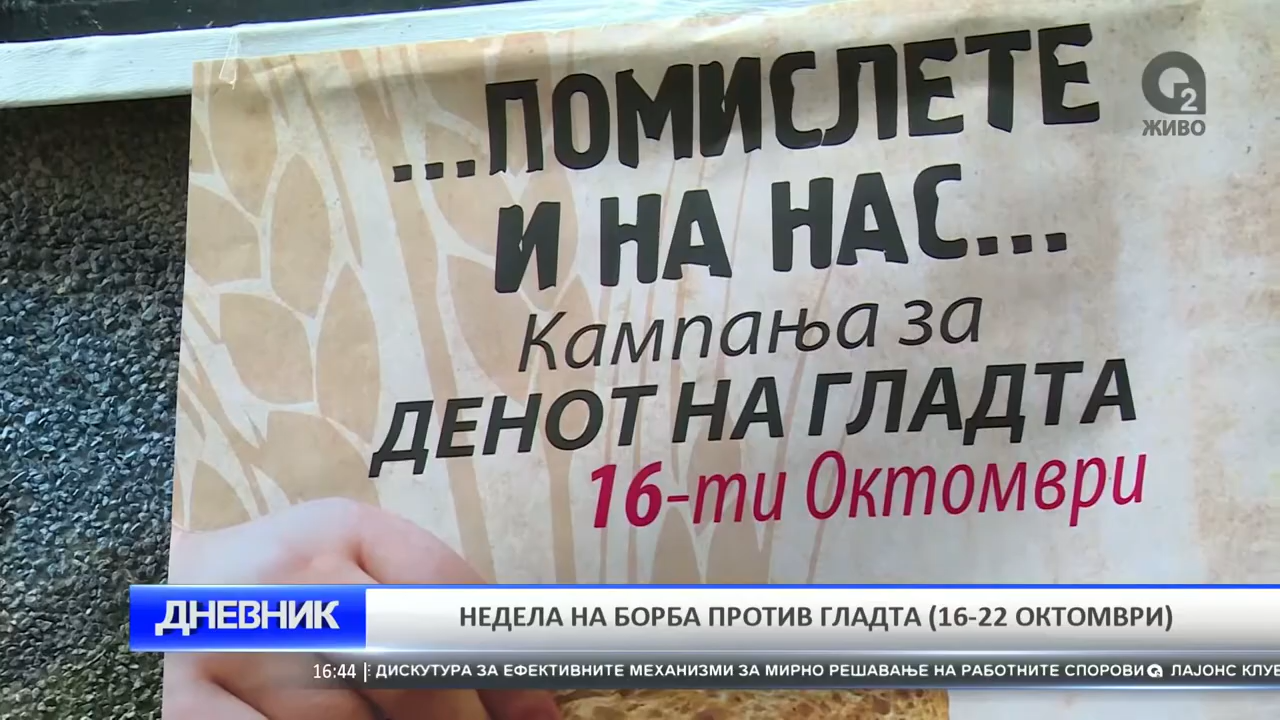 ...ПОМИСЛЕТЕ
И НА НАС...
Кампања за
ДЕНОТ НА ГЛАДТА
16-ти Октомври
2
ЖИВО
ДНЕВНИК
НЕДЕЛА НА БОРБА ПРОТИВ ГЛАДТА (16-22 ОКТОМВРИ)
16:44 Е ДИСКУТУРА ЗА ЕФЕКТИВНИТЕ МЕХАНИЗМИ ЗА МИРНО РЕШАВАЊЕ НА РАБОТНИТЕ СПОРОВИ ЛАЈОНС КЛУБ